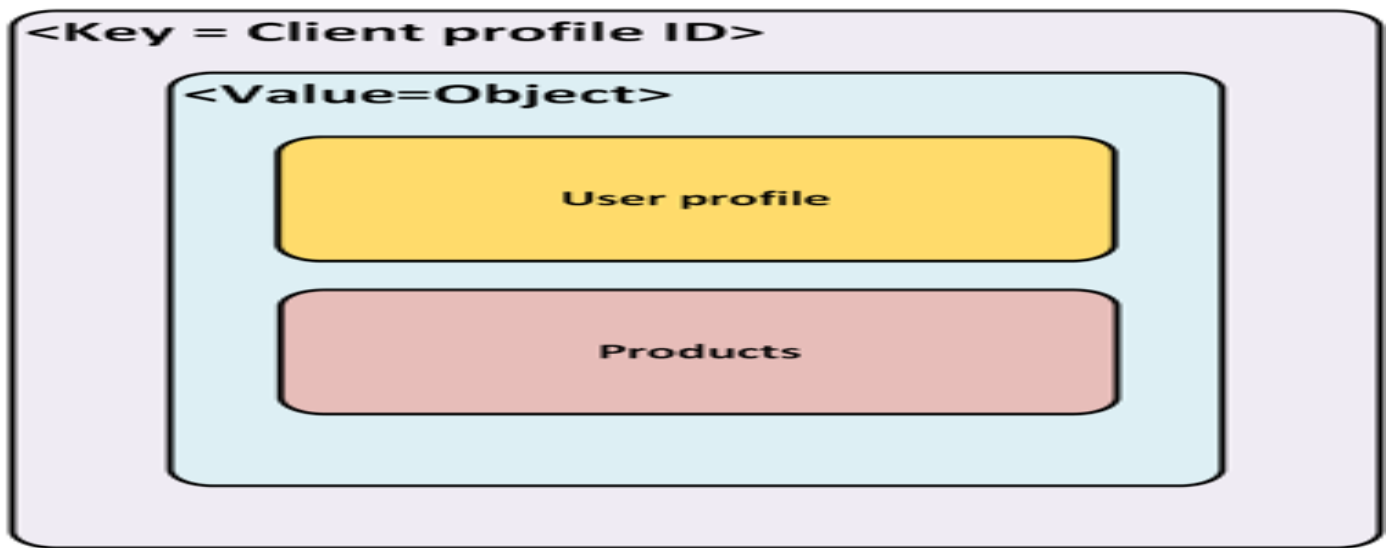 <Key = Client profile ID>
<Value=Object>
User profile
Products